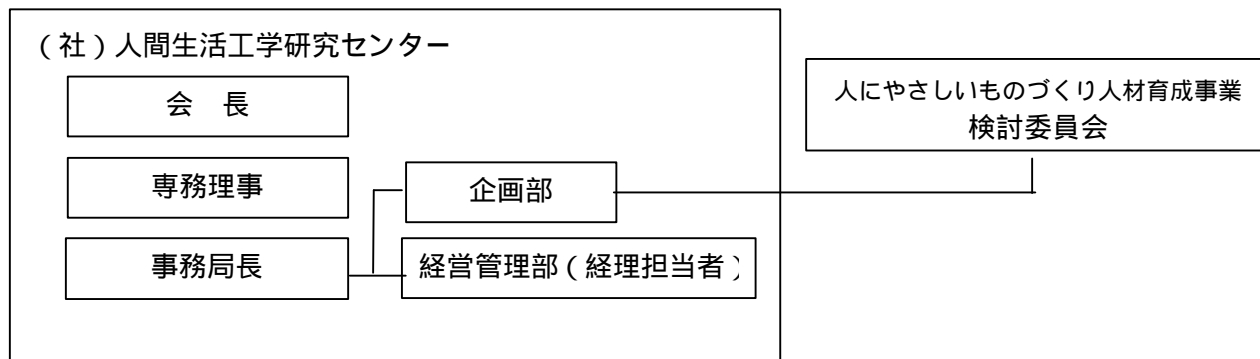 （社）人間生活工学研究センター
会　長
専務理事
事務局長
企画部
経営管理部（経理担当者）
人にやさしいものづくり人材育成事業
検討委員会